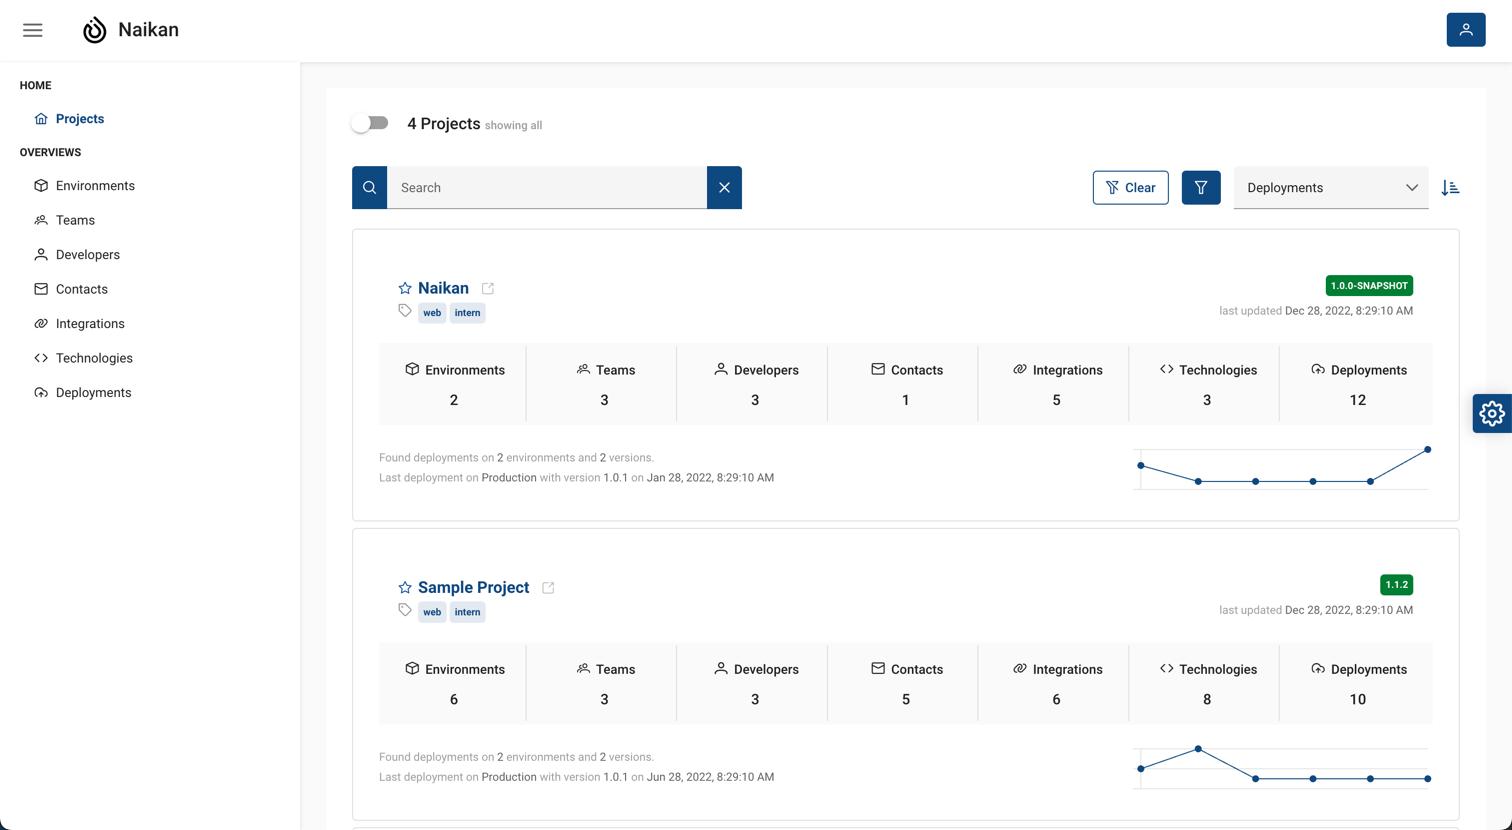 Naikan
HOME
Projects
OVERVIEWS
Environments
Teams
Developers
Contacts
Integrations
Technologies
Deployments
4 Projects showing all
Search
Clear
Deployments
Naikan
1.0.0-SNAPSHOT
web intern
last updated Dec 28, 2022, 8:29:10 AM
Environments Teams Developers Contacts Integrations Technologies Deployments
2 3 3 1 5 3 12
Found deployments on 2 environments and 2 versions.
Last deployment on Production with version 1.0.1 on Jan 28, 2022, 8:29:10 AM
Sample Project
1.1.2
web intern
last updated Dec 28, 2022, 8:29:10 AM
Environments Teams Developers Contacts Integrations Technologies Deployments
6 3 3 5 6 8 10
Found deployments on 2 environments and 2 versions.
Last deployment on Production with version 1.0.1 on Jun 28, 2022, 8:29:10 AM